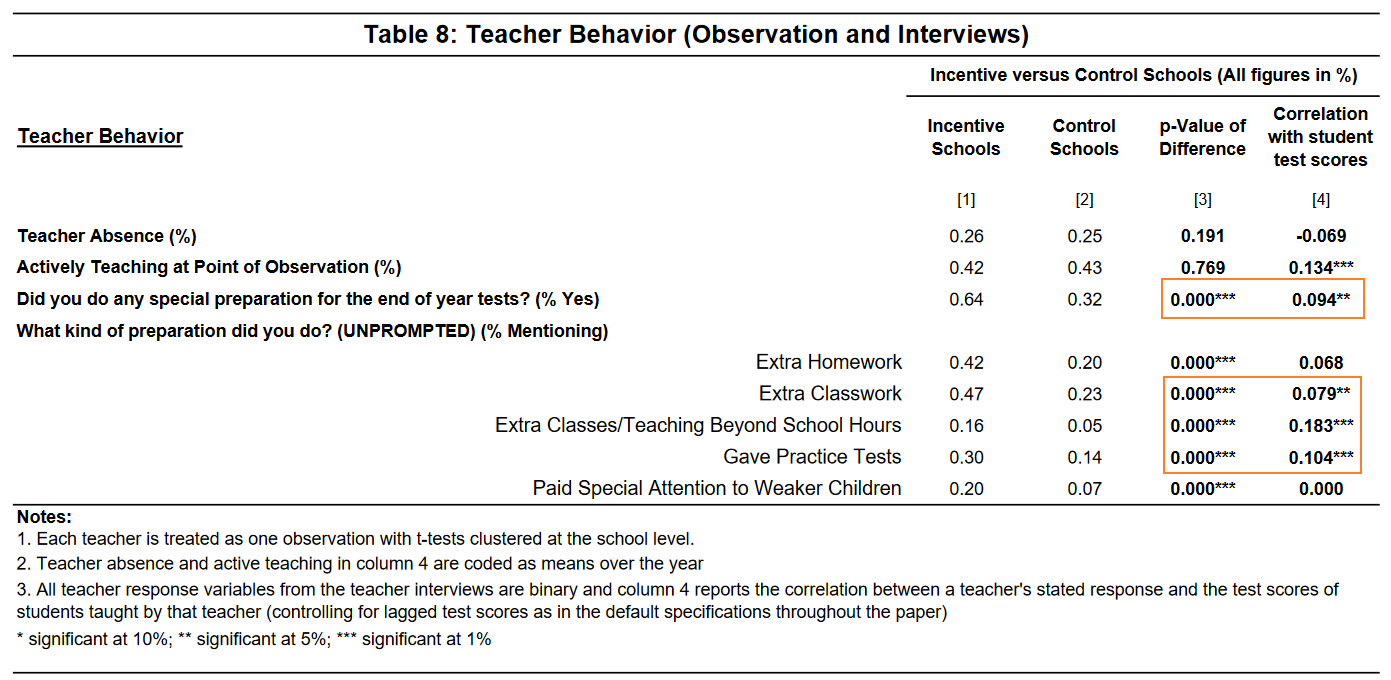 Table 8: Teacher Behavior (Observation and Interviews)
Incentive versus Control Schools (All figures in %)
Teacher Behavior
Incentive Schools
Control Schools
p-Value of Difference
Correlation with student test scores
[1] [2] [3] [4]
Teacher Absence (%) 0.26 0.25 0.191 -0.069
Actively Teaching at Point of Observation (%) 0.42 0.43 0.769 0.134***
Did you do any special preparation for the end of year tests? (% Yes) 0.64 0.32 0.000*** 0.094**
What kind of preparation did you do? (UNPROMPTED) (% Mentioning)
Extra Homework 0.42 0.20 0.000*** 0.068
Extra Classwork 0.47 0.23 0.000*** 0.079**
Extra Classes/Teaching Beyond School Hours 0.16 0.05 0.000*** 0.183***
Gave Practice Tests 0.30 0.14 0.000*** 0.104***
Paid Special Attention to Weaker Children 0.20 0.07 0.000*** 0.000
Notes:
1. Each teacher is treated as one observation with t-tests clustered at the school level.
2. Teacher absence and active teaching in column 4 are coded as means over the year
3. All teacher response variables from the teacher interviews are binary and column 4 reports the correlation between a teacher's stated response and the test scores of
students taught by that teacher (controlling for lagged test scores as in the default specifications throughout the paper)
* significant at 10%; ** significant at 5%; *** significant at 1%